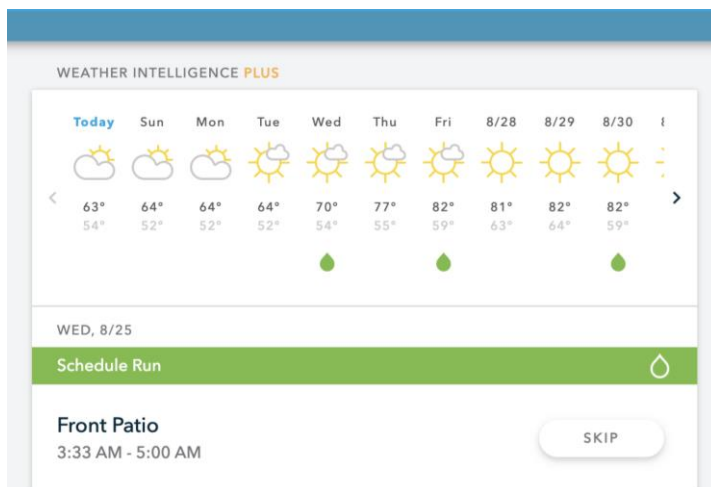 WEATHER INTELLIGENCE PLUS
Today Sun Mon Tue Wed Thu Fri 8/28 8/29 8/30
63° 64° 64° 64° 70° 77° 82° 81° 82° 82°
54° 52° 52° 52° 54° 55° 59° 63° 64° 59°
WED, 8/25
Schedule Run
Front Patio
SKIP
3:33 AM - 5:00 AM